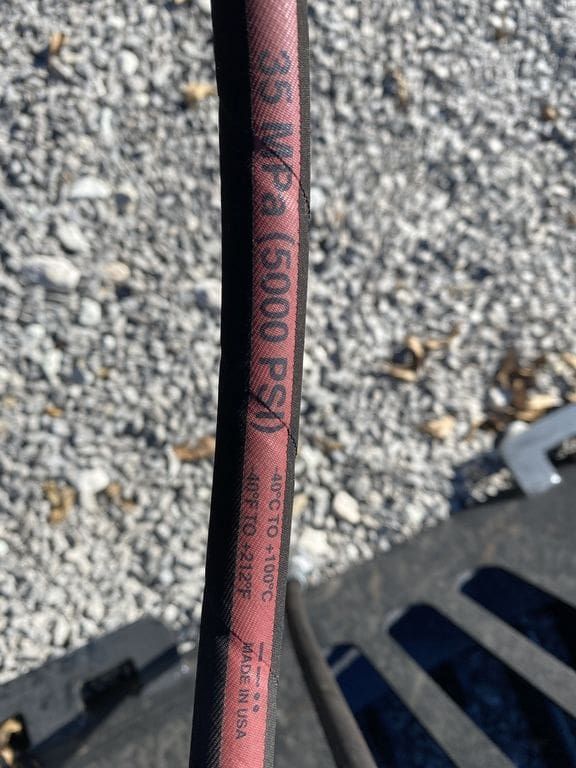 35 MPa (5000 PSI)
-40°C TO +100°C
-40°F TO +212°F
MADE IN USA